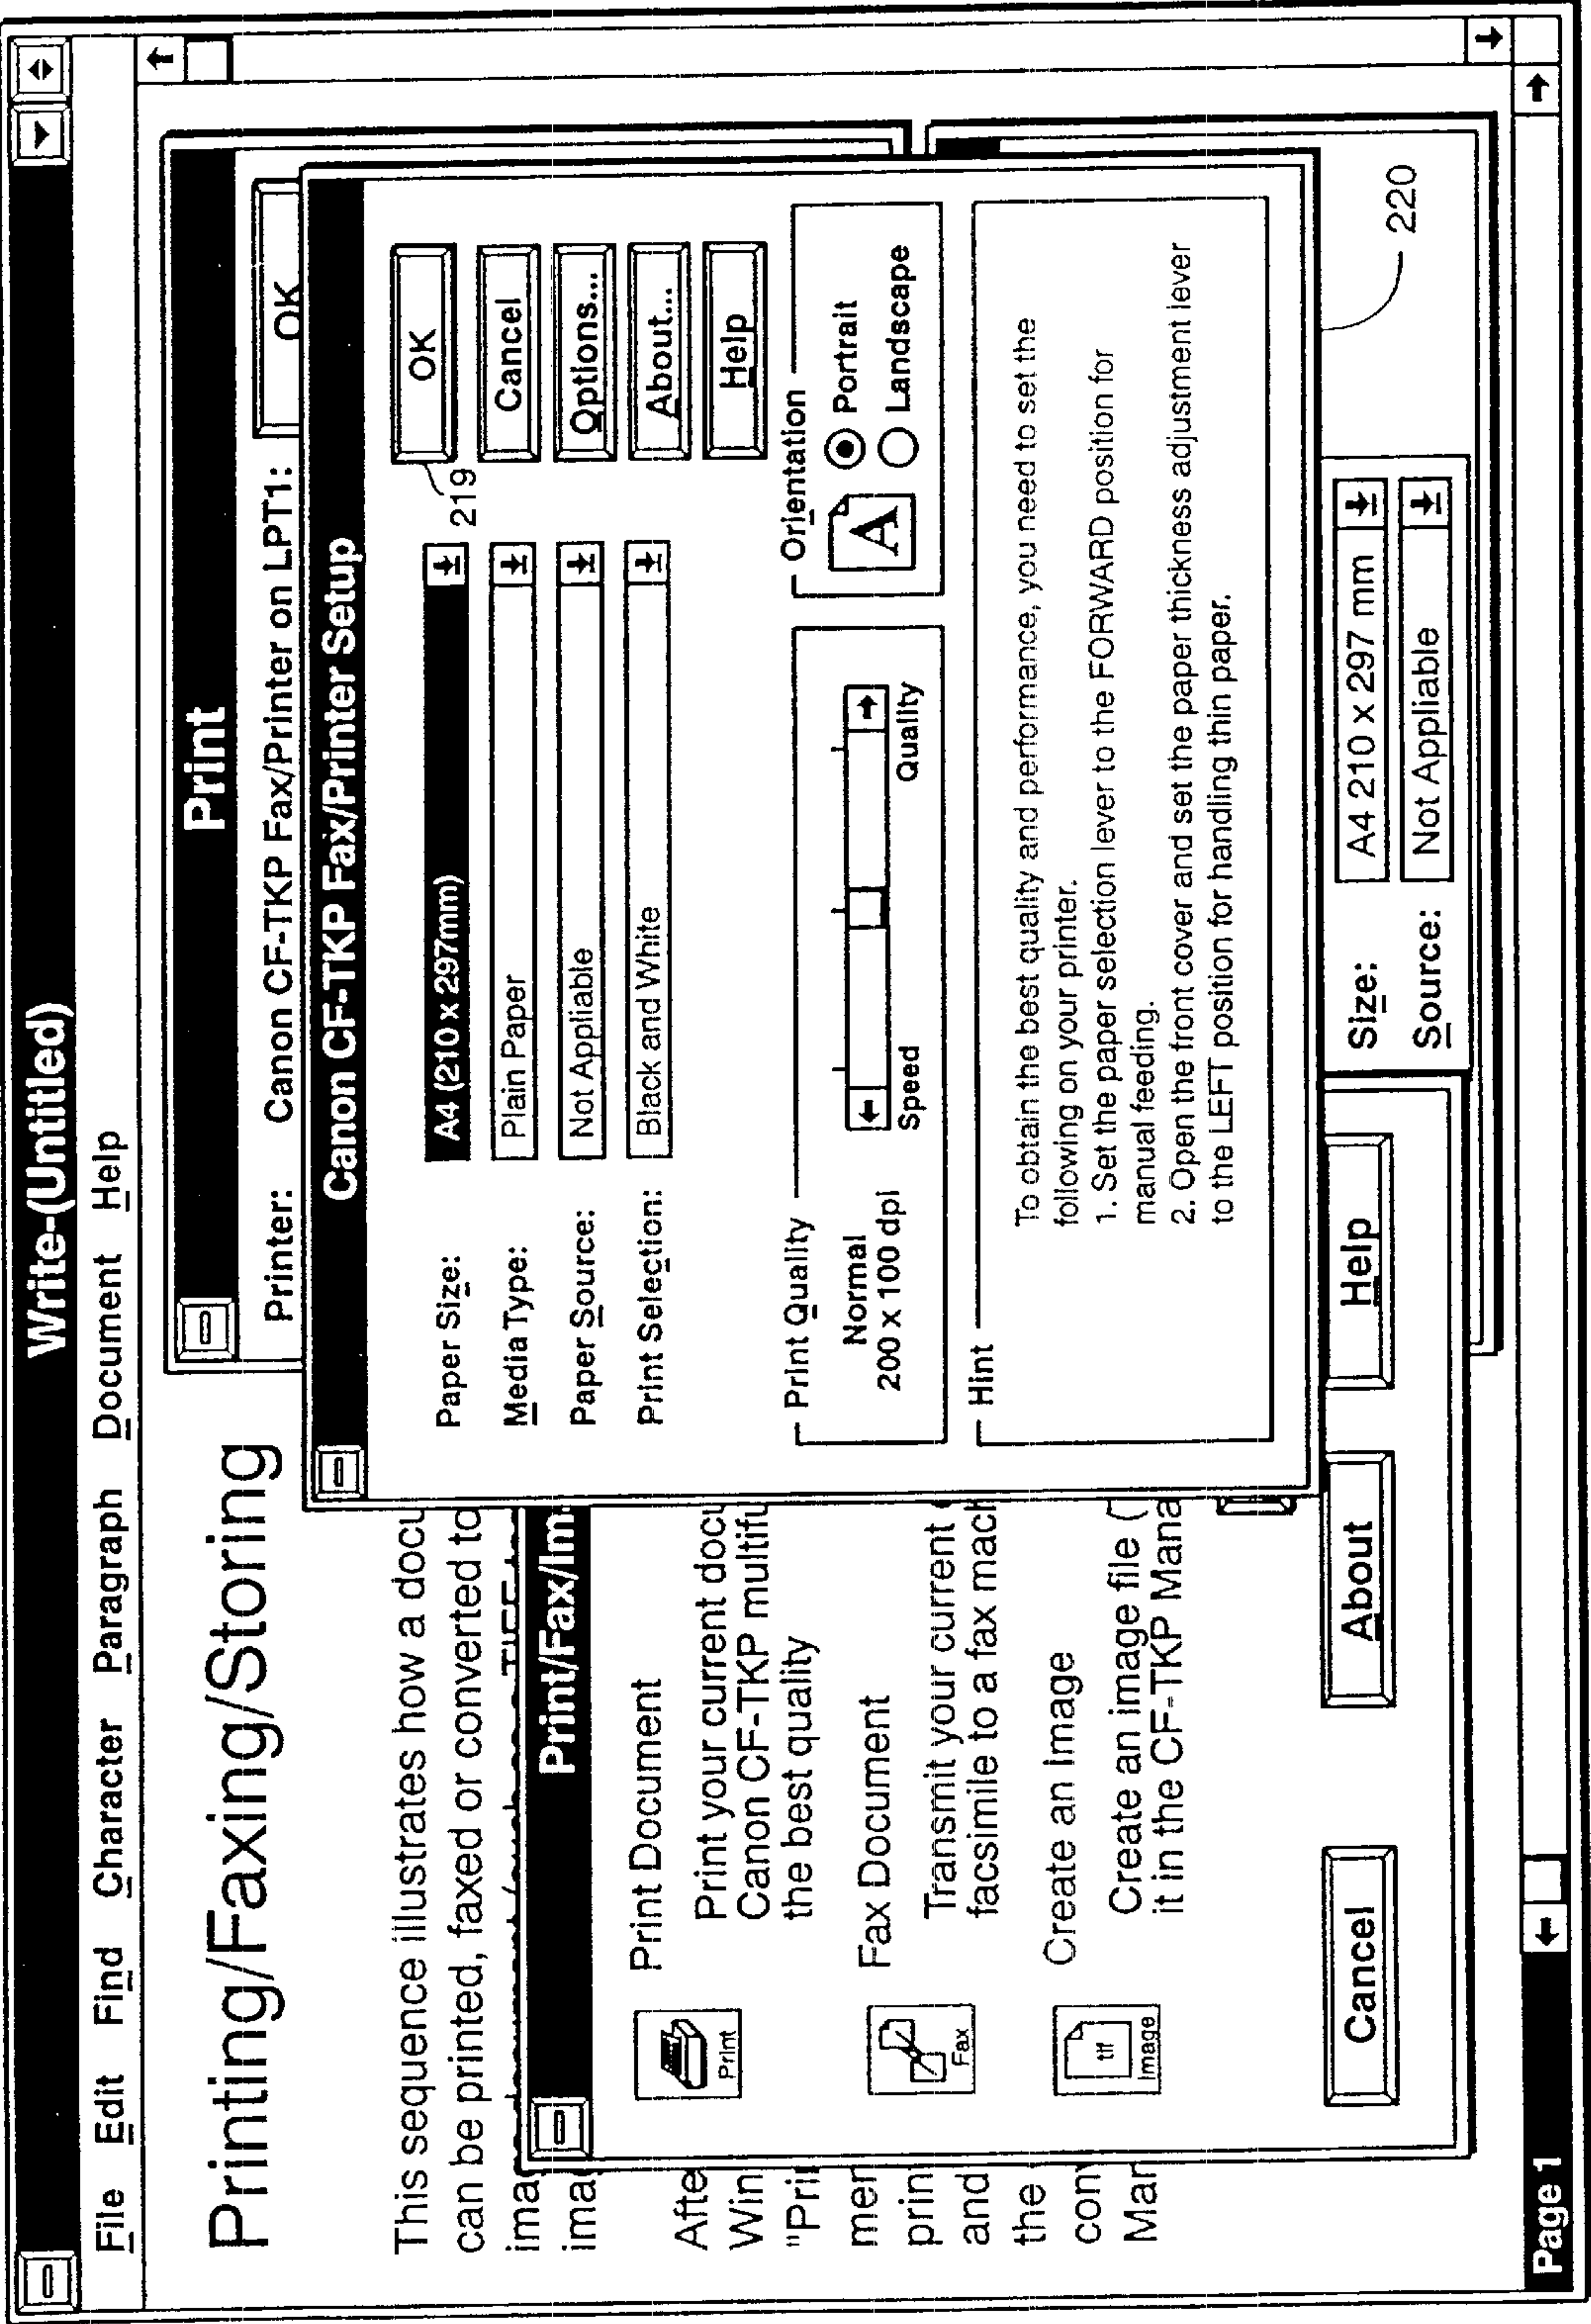 Write-(Untitled)
File Edit Find Character Paragraph Document Help
Printing/Faxing/Storing
This sequence illustrates how a docu
can be printed, faxed or converted to
ima
ima
Afte
Win
"Prin
men
prin
and
the
con
Man
Print
Printer: Canon CF-TKP Fax/Printer on LPT1:
OK
Canon CF-TKP Fax/Printer Setup
Paper Size: A4 (210 x 297mm)
Media Type: Plain Paper
Paper Source: Not Appliable
Print Selection: Black and White
OK
219
Cancel
Options...
About...
Help
Print Quality
Normal
200 x 100 dpi
Speed Quality
Orientation
A
Portrait
Landscape
Hint
To obtain the best quality and performance, you need to set the
following on your printer.
1. Set the paper selection lever to the FORWARD position for
manual feeding.
2. Open the front cover and set the paper thickness adjustment lever
to the LEFT position for handling thin paper.
220
Print/Fax/Im
Print
Print Document
Print your current docu
Canon CF-TKP multifu
the best quality
Fax
Fax Document
Transmit your current
facsimile to a fax mach
tif
Image
Create an Image
Create an image file (
it in the CF-TKP Mana
Cancel About Help
Size: A4 210 x 297 mm
Source: Not Appliable
Page 1